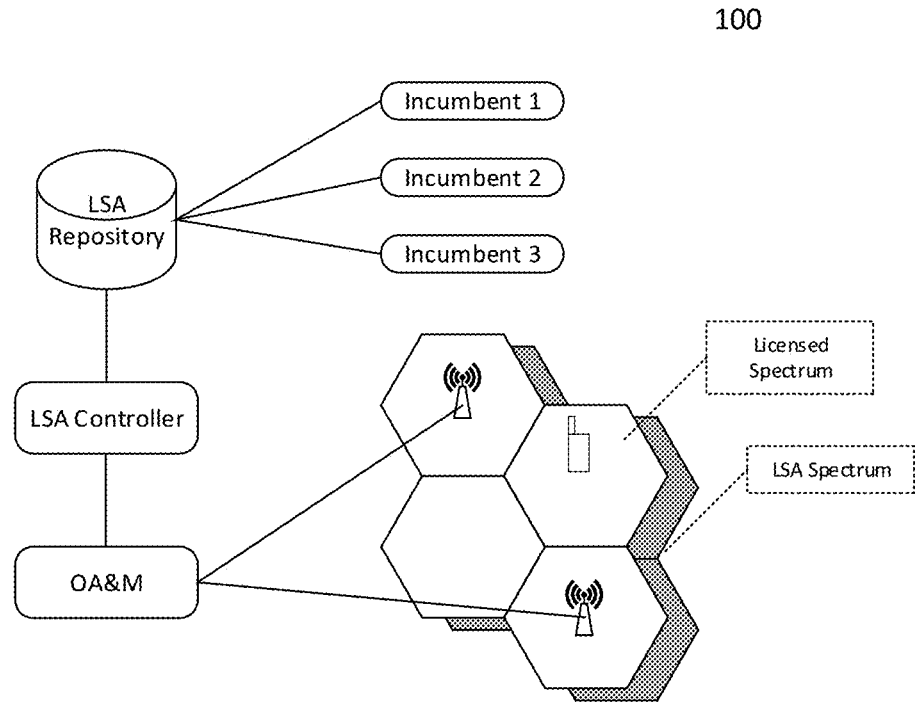 100
Incumbent 1
Incumbent 2
Incumbent 3
LSA
Repository
Licensed
Spectrum
LSA Controller
LSA Spectrum
OA&M